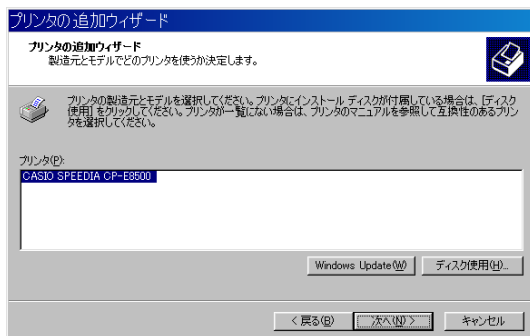 プリンタの追加ウィザード
プリンタの追加ウィザード
製造元とモデルでどのプリンタを使うか決定します。
プリンタの製造元とモデルを選択してください。プリンタにインストール ディスクが付属している場合は、[ディスク
使用] をクリックしてください。プリンタが一覧にない場合は、プリンタのマニュアルを参照して互換性のあるプリン
タを選択してください。
プリンタ(P):
CASIO SPEEDIA CP-E8500
Windows Update(W)
ディスク使用(H)...
< 戻る(B)
次へ(N) >
キャンセル